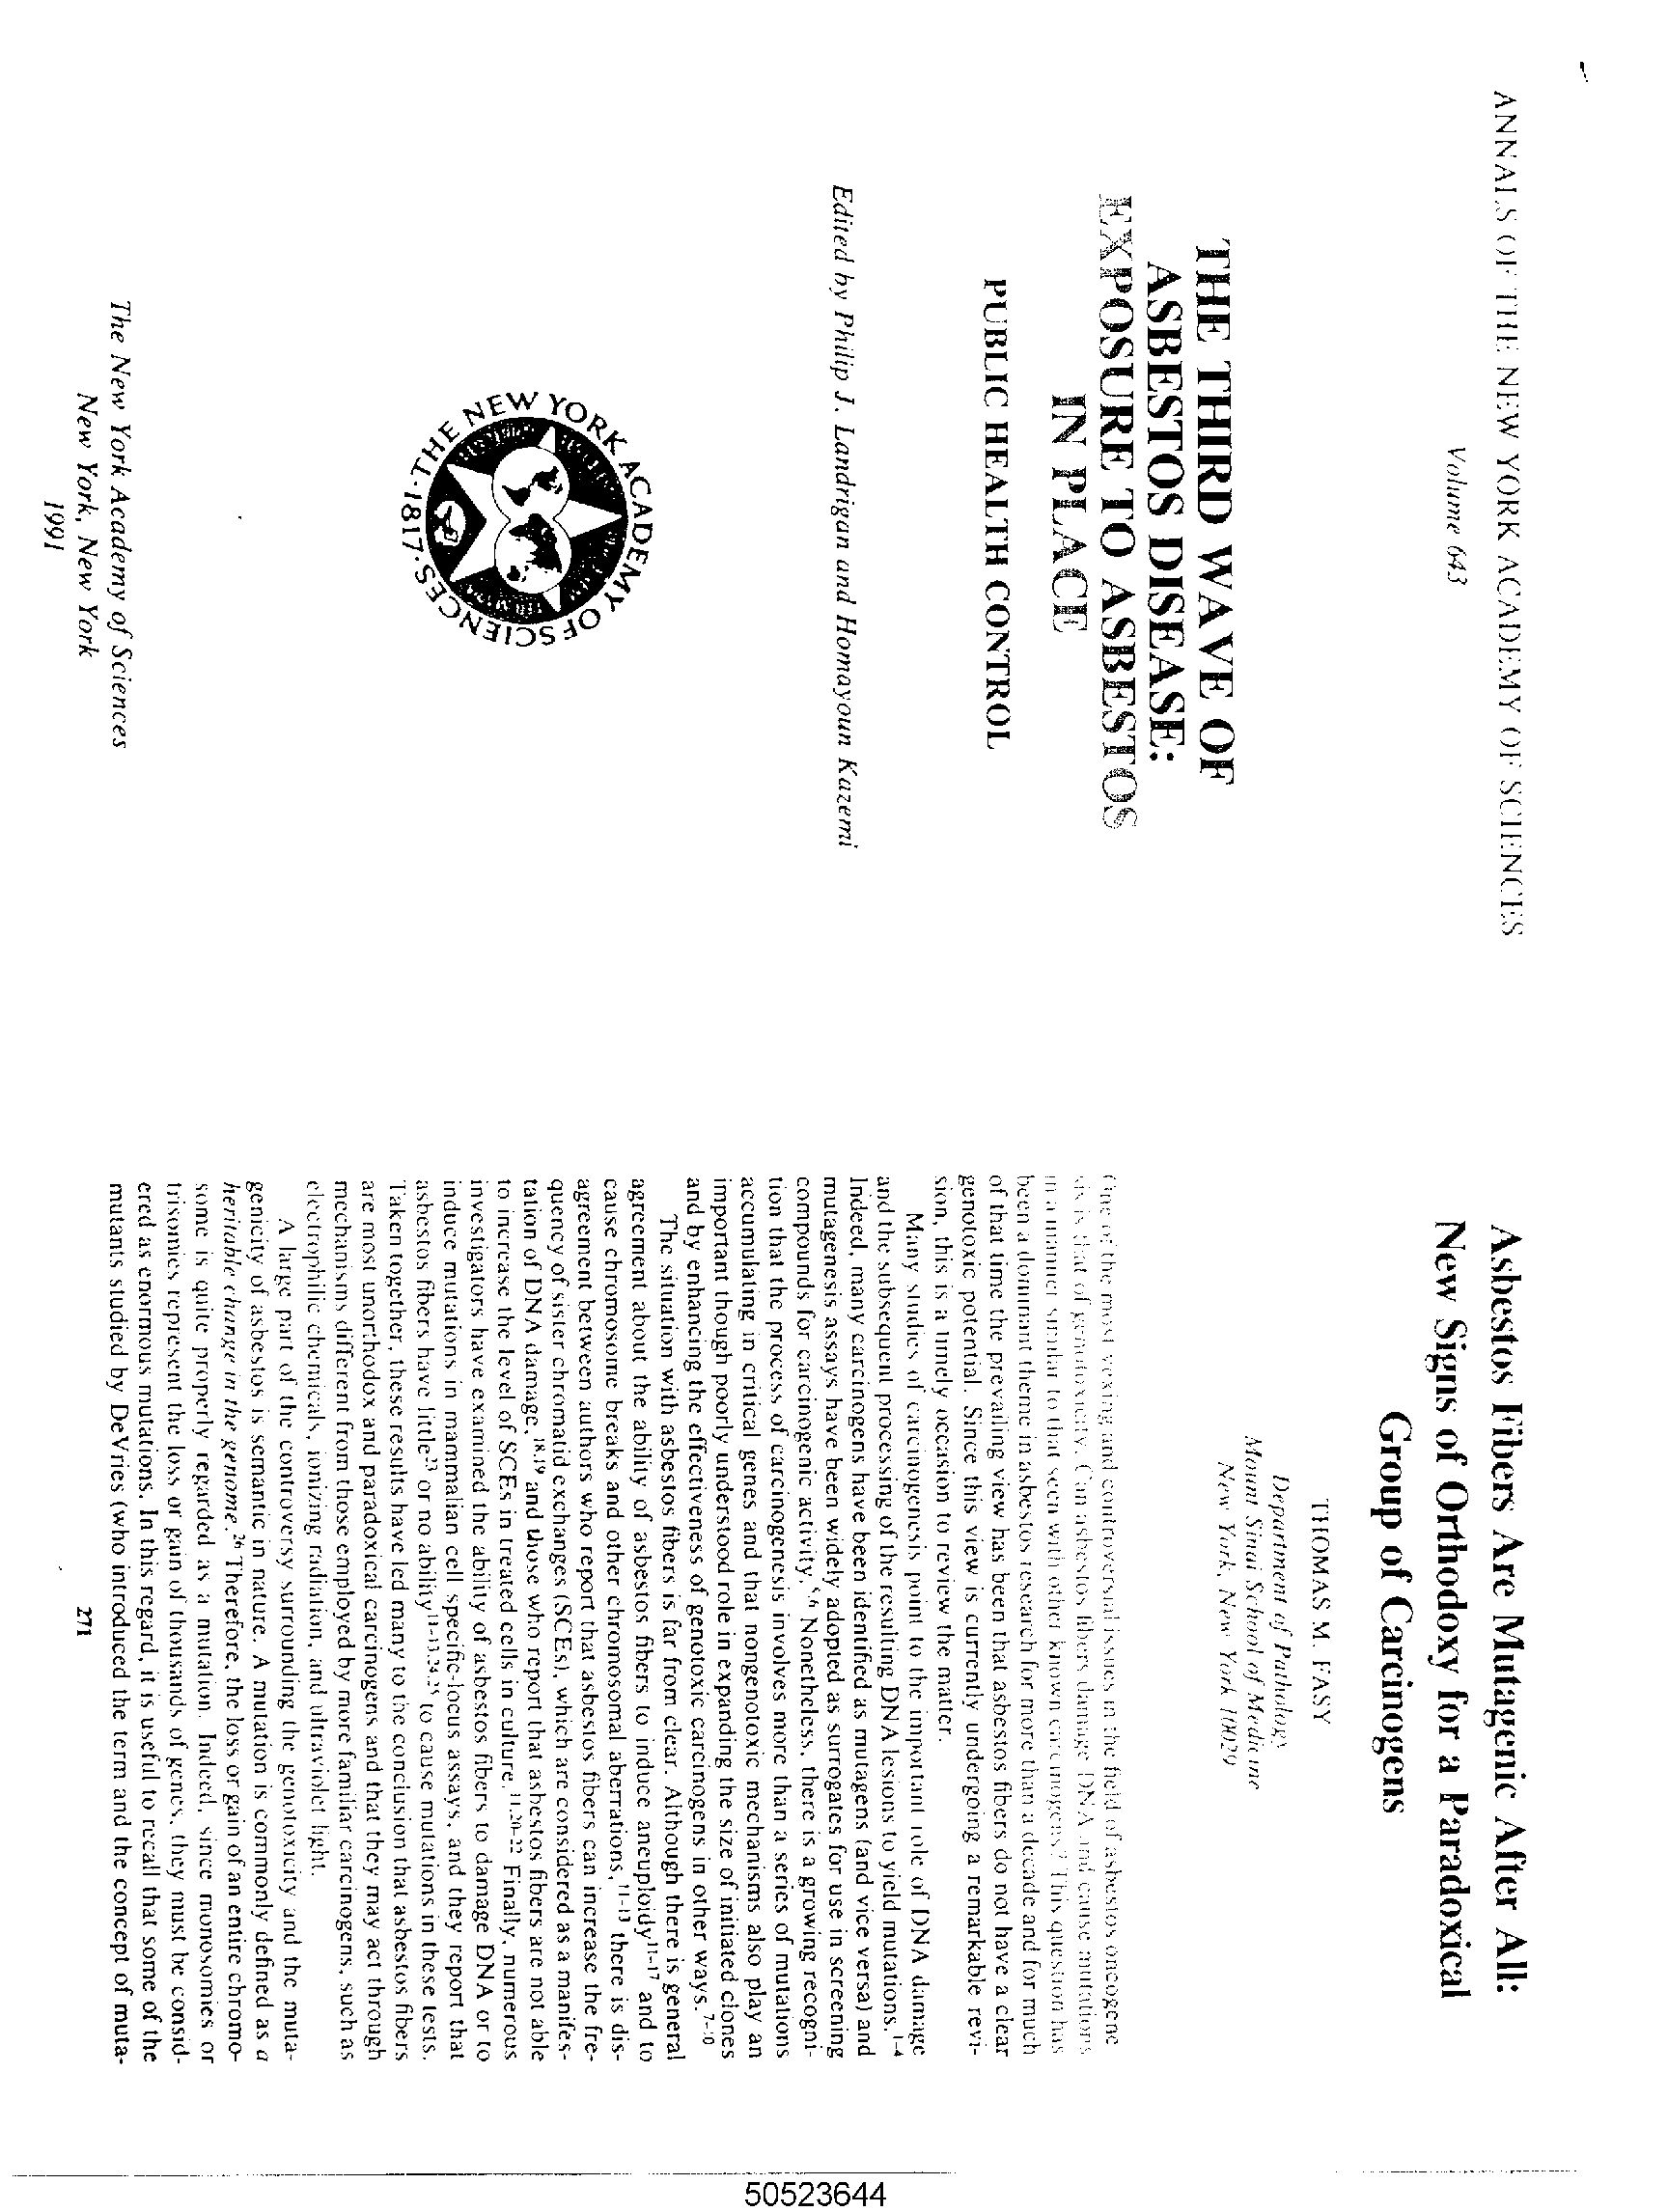 ANNALS OF THE NEW YORK ACADEMY OF SCIENCES
Volume 643
THE THIRD WAVE OF
ASBESTOS DISEASE:
EXPOSURE TO ASBESTOS
IN PLACE
PUBLIC HEALTH CONTROL
Edited by Philip J. Landrigan and Homayoun Kazemi
THE NEW YORK ACADEMY OF SCIENCES · 1817 ·
The New York Academy of Sciences
New York, New York
1991
Asbestos Fibers Are Mutagenic After All:
New Signs of Orthodoxy for a Paradoxical
Group of Carcinogens
THOMAS M. FASY
Department of Pathology
Mount Sinai School of Medicine
New York, New York 10029
One of the most vexing and controversial issues in the field of asbestos oncogene
sis is that of genotoxicity. Can asbestos fibers damage DNA and cause mutations
in a manner similar to that seen with other known carcinogens? This question has
been a dominant theme in asbestos research for more than a decade and for much
of that time the prevailing view has been that asbestos fibers do not have a clear
genotoxic potential. Since this view is currently undergoing a remarkable revi-
sion, this is a timely occasion to review the matter.
Many studies of carcinogenesis point to the important role of DNA damage
and the subsequent processing of the resulting DNA lesions to yield mutations.1-4
Indeed, many carcinogens have been identified as mutagens (and vice versa) and
mutagenesis assays have been widely adopted as surrogates for use in screening
compounds for carcinogenic activity.5,6 Nonetheless, there is a growing recogni-
tion that the process of carcinogenesis involves more than a series of mutations
accumulating in critical genes and that nongenotoxic mechanisms also play an
important though poorly understood role in expanding the size of initiated clones
and by enhancing the effectiveness of genotoxic carcinogens in other ways.7-10
The situation with asbestos fibers is far from clear. Although there is general
agreement about the ability of asbestos fibers to induce aneuploidy11-17 and to
cause chromosome breaks and other chromosomal aberrations,11-13 there is dis-
agreement between authors who report that asbestos fibers can increase the fre-
quency of sister chromatid exchanges (SCEs), which are considered as a manifes-
tation of DNA damage,18,19 and those who report that asbestos fibers are not able
to increase the level of SCEs in treated cells in culture.11,20-22 Finally, numerous
investigators have examined the ability of asbestos fibers to damage DNA or to
induce mutations in mammalian cell specific-locus assays, and they report that
asbestos fibers have little23 or no ability11-13,24,25 to cause mutations in these tests.
Taken together, these results have led many to the conclusion that asbestos fibers
are most unorthodox and paradoxical carcinogens and that they may act through
mechanisms different from those employed by more familiar carcinogens, such as
electrophilic chemicals, ionizing radiation, and ultraviolet light.
A large part of the controversy surrounding the genotoxicity and the muta-
genicity of asbestos is semantic in nature. A mutation is commonly defined as a
heritable change in the genome.26 Therefore, the loss or gain of an entire chromo-
some is quite properly regarded as a mutation. Indeed, since monosomies or
trisomies represent the loss or gain of thousands of genes, they must be consid-
ered as enormous mutations. In this regard, it is useful to recall that some of the
mutants studied by DeVries (who introduced the term and the concept of muta-
271
50523644